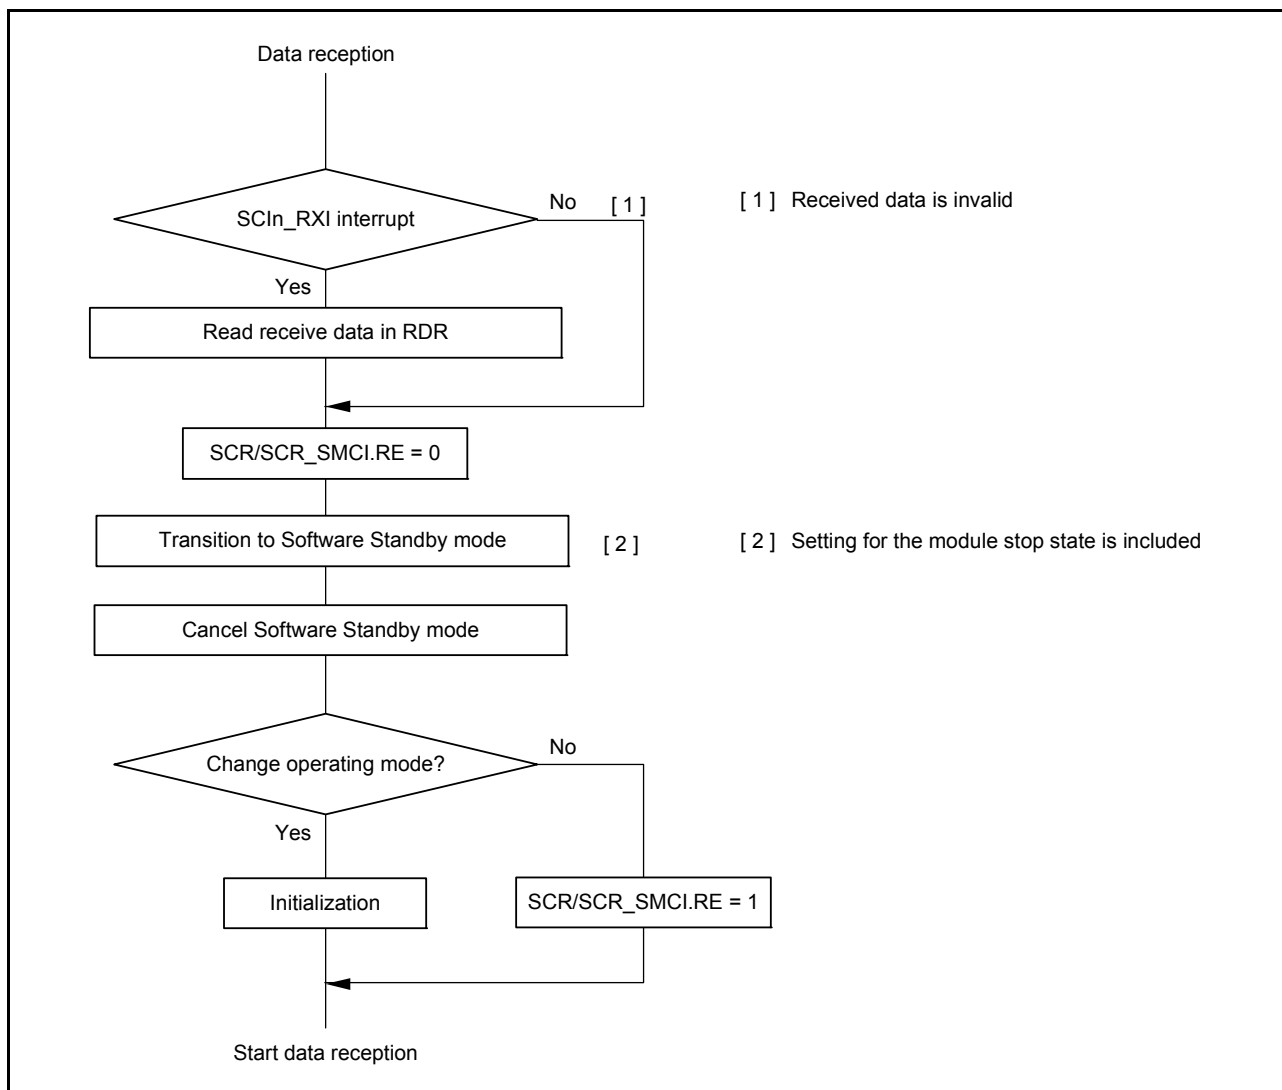 Data reception
No [ 1 ] [ 1 ] Received data is invalid
SCIn_RXI interrupt
Yes
Read receive data in RDR
SCR/SCR_SMCI.RE = 0
Transition to Software Standby mode [ 2 ] [ 2 ] Setting for the module stop state is included
Cancel Software Standby mode
No
Change operating mode?
Yes
Initialization SCR/SCR_SMCI.RE = 1
Start data reception